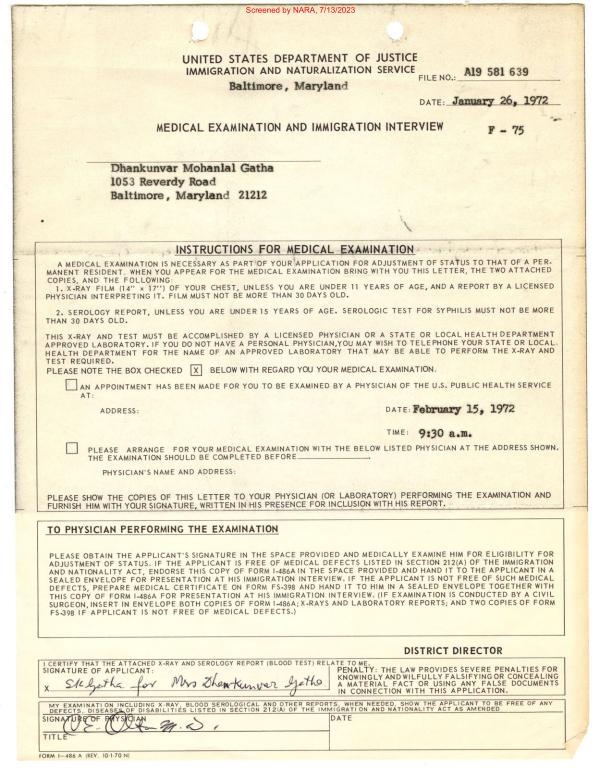 Screened by NARA, 7/13/2023
UNITED STATES DEPARTMENT OF JUSTICE
IMMIGRATION AND NATURALIZATION SERVICE
Baltimore, Maryland
FILE NO.: A19 581 639
DATE: January 26, 1972
MEDICAL EXAMINATION AND IMMIGRATION INTERVIEW F - 75
Dhankunvar Mohanlal Gatha
1053 Reverdy Road
Baltimore, Maryland 21212
INSTRUCTIONS FOR MEDICAL EXAMINATION
A MEDICAL EXAMINATION IS NECESSARY AS PART OF YOUR APPLICATION FOR ADJUSTMENT OF STATUS TO THAT OF A PER-
MANENT RESIDENT. WHEN YOU APPEAR FOR THE MEDICAL EXAMINATION BRING WITH YOU THIS LETTER, THE TWO ATTACHED
COPIES, AND THE FOLLOWING:
1. X-RAY FILM (14" x 17") OF YOUR CHEST, UNLESS YOU ARE UNDER 11 YEARS OF AGE, AND A REPORT BY A LICENSED
PHYSICIAN INTERPRETING IT. FILM MUST NOT BE MORE THAN 30 DAYS OLD.
2. SEROLOGY REPORT, UNLESS YOU ARE UNDER 15 YEARS OF AGE. SEROLOGIC TEST FOR SYPHILIS MUST NOT BE MORE
THAN 30 DAYS OLD.
THIS X-RAY AND TEST MUST BE ACCOMPLISHED BY A LICENSED PHYSICIAN OR A STATE OR LOCAL HEALTH DEPARTMENT
APPROVED LABORATORY. IF YOU DO NOT HAVE A PERSONAL PHYSICIAN, YOU MAY WISH TO TELEPHONE YOUR STATE OR LOCAL
HEALTH DEPARTMENT FOR THE NAME OF AN APPROVED LABORATORY THAT MAY BE ABLE TO PERFORM THE X-RAY AND
TEST REQUIRED.
PLEASE NOTE THE BOX CHECKED X BELOW WITH REGARD YOU YOUR MEDICAL EXAMINATION.
AN APPOINTMENT HAS BEEN MADE FOR YOU TO BE EXAMINED BY A PHYSICIAN OF THE U.S. PUBLIC HEALTH SERVICE
AT:
ADDRESS: DATE: February 15, 1972
TIME: 9:30 a.m.
PLEASE ARRANGE FOR YOUR MEDICAL EXAMINATION WITH THE BELOW LISTED PHYSICIAN AT THE ADDRESS SHOWN.
THE EXAMINATION SHOULD BE COMPLETED BEFORE
PHYSICIAN'S NAME AND ADDRESS:
PLEASE SHOW THE COPIES OF THIS LETTER TO YOUR PHYSICIAN (OR LABORATORY) PERFORMING THE EXAMINATION AND
FURNISH HIM WITH YOUR SIGNATURE, WRITTEN IN HIS PRESENCE FOR INCLUSION WITH HIS REPORT.
TO PHYSICIAN PERFORMING THE EXAMINATION
PLEASE OBTAIN THE APPLICANT'S SIGNATURE IN THE SPACE PROVIDED AND MEDICALLY EXAMINE HIM FOR ELIGIBILITY FOR
ADJUSTMENT OF STATUS. IF THE APPLICANT IS FREE OF MEDICAL DEFECTS LISTED IN SECTION 212(A) OF THE IMMIGRATION
AND NATIONALITY ACT, ENDORSE THIS COPY OF FORM I-486A IN THE SPACE PROVIDED AND HAND IT TO THE APPLICANT IN A
SEALED ENVELOPE FOR PRESENTATION AT HIS IMMIGRATION INTERVIEW. IF THE APPLICANT IS NOT FREE OF SUCH MEDICAL
DEFECTS, PREPARE MEDICAL CERTIFICATE ON FORM FS-398 AND HAND IT TO HIM IN A SEALED ENVELOPE TOGETHER WITH
THIS COPY OF FORM I-486A FOR PRESENTATION AT HIS IMMIGRATION INTERVIEW. (IF EXAMINATION IS CONDUCTED BY A CIVIL
SURGEON, INSERT IN ENVELOPE BOTH COPIES OF FORM I-486A; X-RAYS AND LABORATORY REPORTS; AND TWO COPIES OF FORM
FS-398 IF APPLICANT IS NOT FREE OF MEDICAL DEFECTS.)
DISTRICT DIRECTOR
I CERTIFY THAT THE ATTACHED X-RAY AND SEROLOGY REPORT (BLOOD TEST) RELATE TO ME.
SIGNATURE OF APPLICANT:
x for Mrs Dhankunvar Gatha
PENALTY: THE LAW PROVIDES SEVERE PENALTIES FOR
KNOWINGLY AND WILFULLY FALSIFYING OR CONCEALING
A MATERIAL FACT OR USING ANY FALSE DOCUMENTS
IN CONNECTION WITH THIS APPLICATION.
MY EXAMINATION INCLUDING X-RAY, BLOOD SEROLOGICAL AND OTHER REPORTS, WHEN NEEDED, SHOW THE APPLICANT TO BE FREE OF ANY
DEFECTS, DISEASES OF DISABILITIES LISTED IN SECTION 212(A) OF THE IMMIGRATION AND NATIONALITY ACT AS AMENDED
SIGNATURE OF PHYSICIAN DATE
M.D.
TITLE
FORM I-486 A (REV. 10-1-70 N)